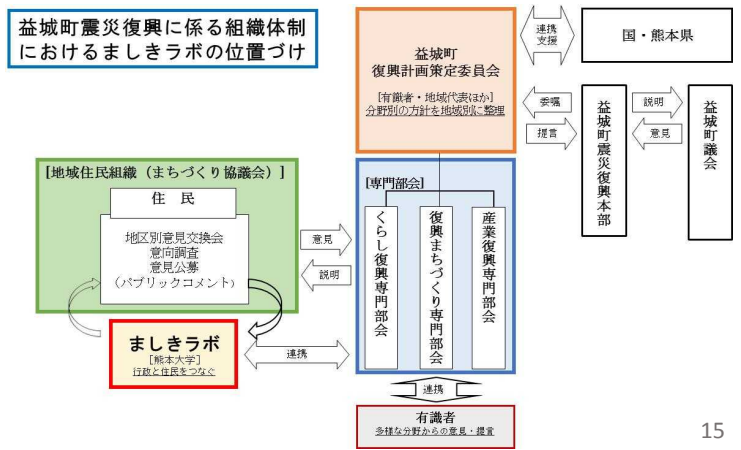 益城町震災復興に係る組織体制
におけるましきラボの位置づけ
益城町
復興計画策定委員会
[有識者・地域代表ほか]
分野別の方針を地域別に整理
連携
支援
国・熊本県
委嘱
提言
益城町震災復興本部
説明
意見
益城町議会
[地域住民組織（まちづくり協議会）]
住　民
地区別意見交換会
意向調査
意見公募
（パブリックコメント）
意見
説明
[専門部会]
くらし復興専門部会
復興まちづくり専門部会
産業復興専門部会
ましきラボ
[熊本大学]
行政と住民をつなぐ
連携
連携
有識者
多様な分野からの意見・提言
15